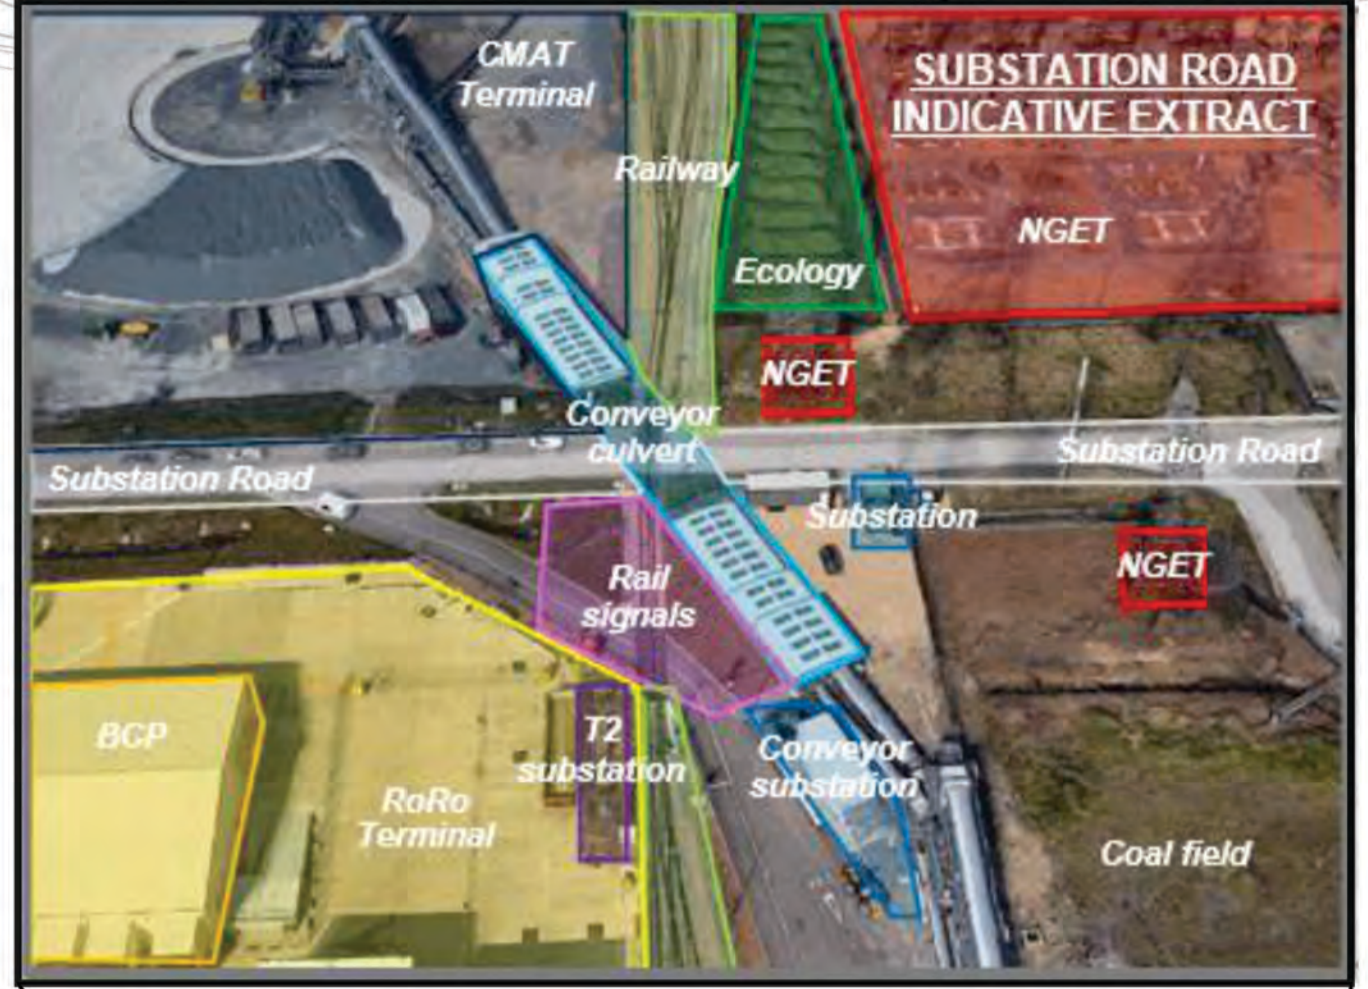 CMAT
Terminal
SUBSTATION ROAD
INDICATIVE EXTRACT
Railway
NGET
Ecology
NGET
Conveyor
culvert
Substation Road
Substation Road
Substation
NGET
Rail
signals
BCP
T2
substation
Conveyor
substation
RoRo
Terminal
Coal field